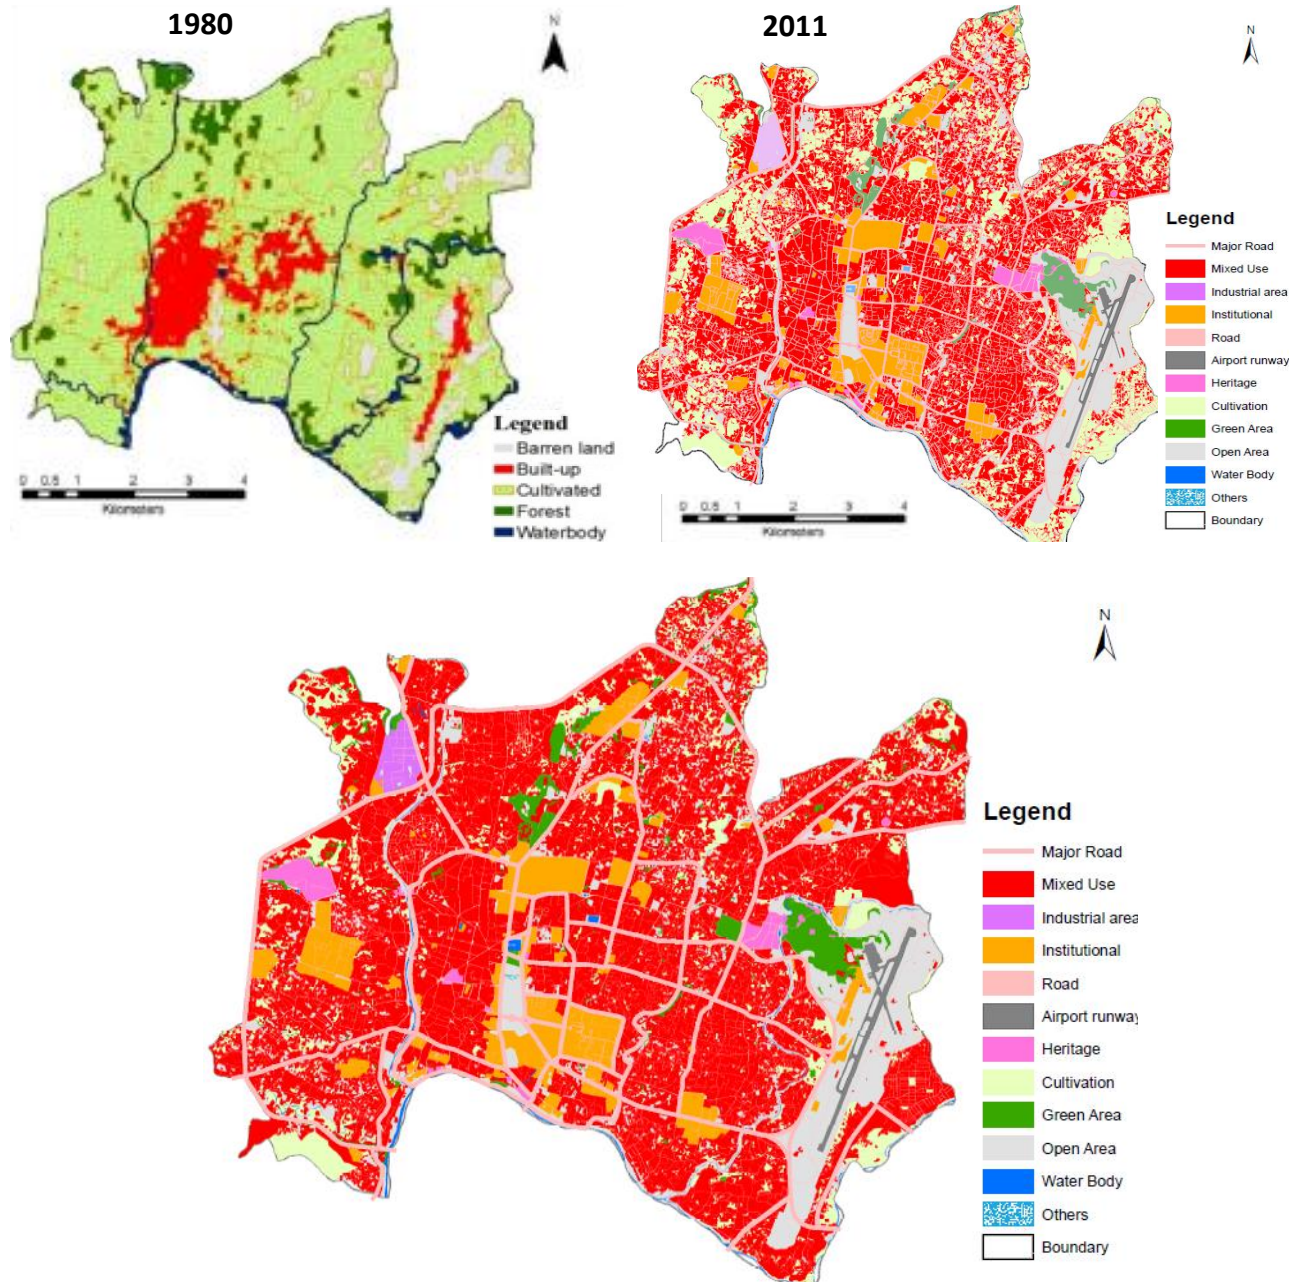 1980
N
Legend
Barren land
Built-up
Cultivated
Forest
Waterbody
0 0.5 1 2 3 4
Kilometers
2011
N
Legend
Major Road
Mixed Use
Industrial area
Institutional
Road
Airport runway
Heritage
Cultivation
Green Area
Open Area
Water Body
Others
Boundary
0 0.5 1 2 3 4
Kilometers
N
Legend
Major Road
Mixed Use
Industrial area
Institutional
Road
Airport runway
Heritage
Cultivation
Green Area
Open Area
Water Body
Others
Boundary